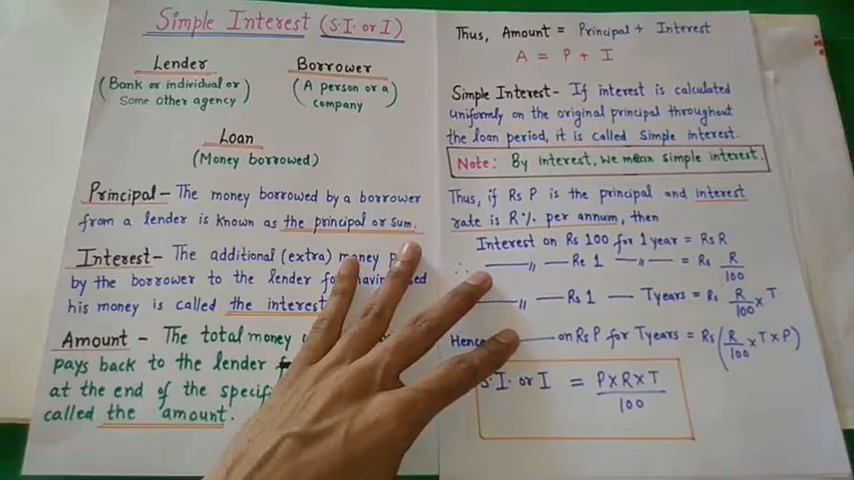 Simple Interest (S.I. or I)
Lender
(Bank or individual or
Some other agency)
Borrower
(A person or a
company)
Loan
(Money borrowed)
Principal - The money borrowed by a borrower
from a lender is known as the principal or sum.
Interest - The additional (extra) money
by the borrower to the lender
his money is called the interest
Amount - The total money
pays back to the lender
at the end of the
called the amount.
Thus, Amount = Principal + Interest
A = P + I
Simple Interest - If interest is calculated
uniformly on the original principal throughout
the loan period, it is called Simple interest.
Note: By interest, we mean simple interest.
Thus, if Rs P is the principal and interest
rate is R% per annum, then
Interest on Rs 100 for 1 year = Rs R
∴ —〃— Re 1 —〃— = Rs R/100
—〃— Rs 1 — T years = Rs R/100 × T
Hence — on Rs P for T years = Rs (R/100 × T × P)
S.I. or I = P×R×T/100